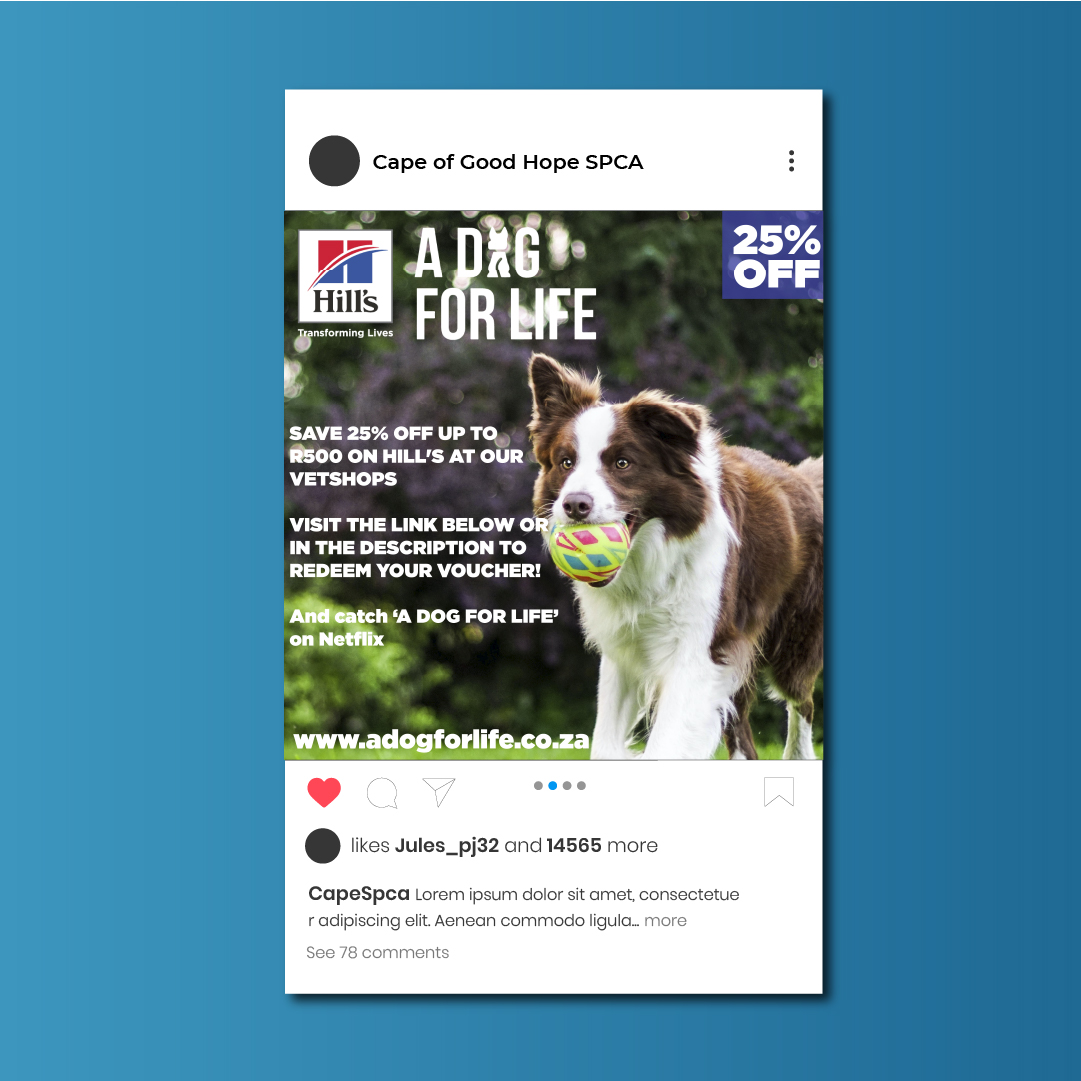 Cape of Good Hope SPCA
Hill's
Transforming Lives
A DOG
FOR LIFE
25%
OFF
SAVE 25% OFF UP TO
R500 ON HILL'S AT OUR
VETSHOPS
VISIT THE LINK BELOW OR
IN THE DESCRIPTION TO
REDEEM YOUR VOUCHER!
And catch ‘A DOG FOR LIFE’
on Netflix
www.adogforlife.co.za
likes Jules_pj32 and 14565 more
CapeSpca Lorem ipsum dolor sit amet, consectetue
r adipiscing elit. Aenean commodo ligula... more
See 78 comments